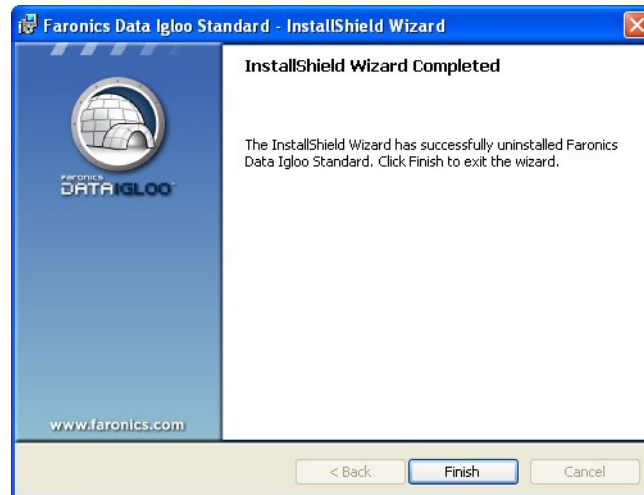 Faronics Data Igloo Standard - InstallShield Wizard
InstallShield Wizard Completed
The InstallShield Wizard has successfully uninstalled Faronics
Data Igloo Standard. Click Finish to exit the wizard.
FARONICS
DATAIGLOO
www.faronics.com
< Back
Finish
Cancel